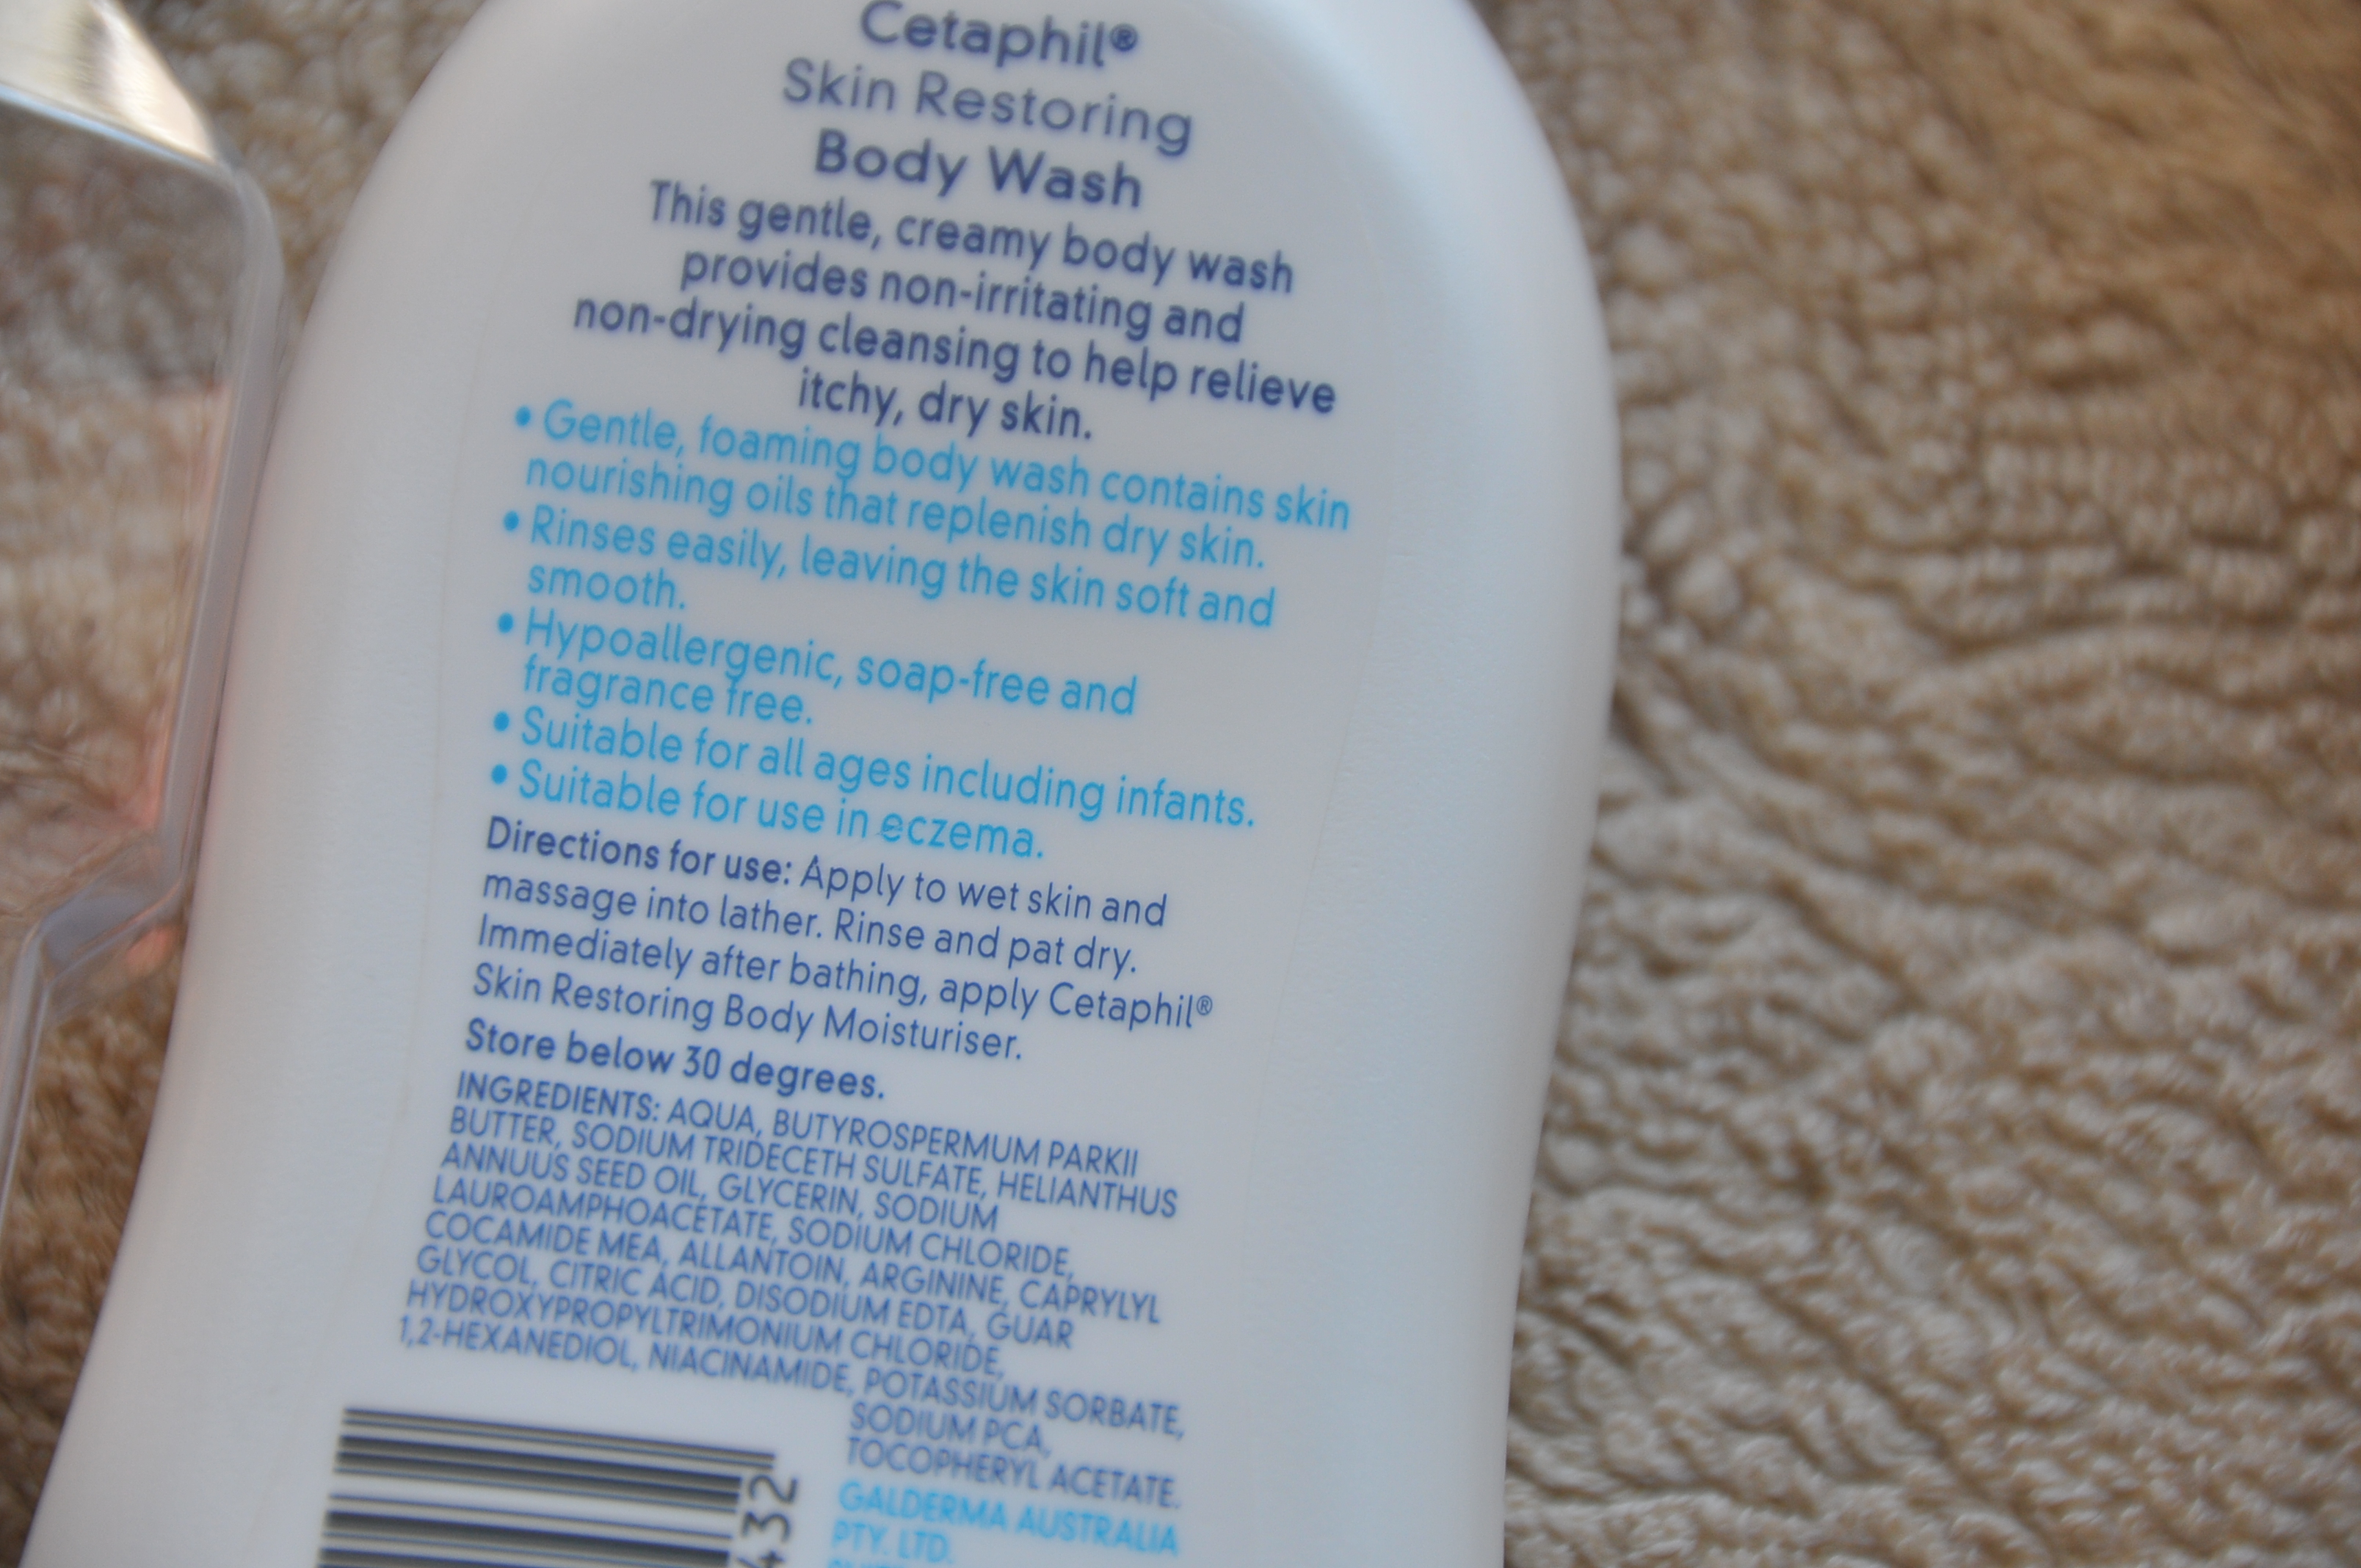 Cetaphil®
Skin Restoring
Body Wash
This gentle, creamy body wash
provides non-irritating and
non-drying cleansing to help relieve
itchy, dry skin.
• Gentle, foaming body wash contains skin
nourishing oils that replenish dry skin.
• Rinses easily, leaving the skin soft and
smooth.
• Hypoallergenic, soap-free and
fragrance free.
• Suitable for all ages including infants.
• Suitable for use in eczema.
Directions for use: Apply to wet skin and
massage into lather. Rinse and pat dry.
Immediately after bathing, apply Cetaphil®
Skin Restoring Body Moisturiser.
Store below 30 degrees.
INGREDIENTS: AQUA, BUTYROSPERMUM PARKII
BUTTER, SODIUM TRIDECETH SULFATE, HELIANTHUS
ANNUUS SEED OIL, GLYCERIN, SODIUM
LAUROAMPHOACETATE, SODIUM CHLORIDE,
COCAMIDE MEA, ALLANTOIN, ARGININE, CAPRYLYL
GLYCOL, CITRIC ACID, DISODIUM EDTA, GUAR
HYDROXYPROPYLTRIMONIUM CHLORIDE,
1,2-HEXANEDIOL, NIACINAMIDE, POTASSIUM SORBATE,
SODIUM PCA,
TOCOPHERYL ACETATE.
GALDERMA AUSTRALIA
PTY. LTD.
432